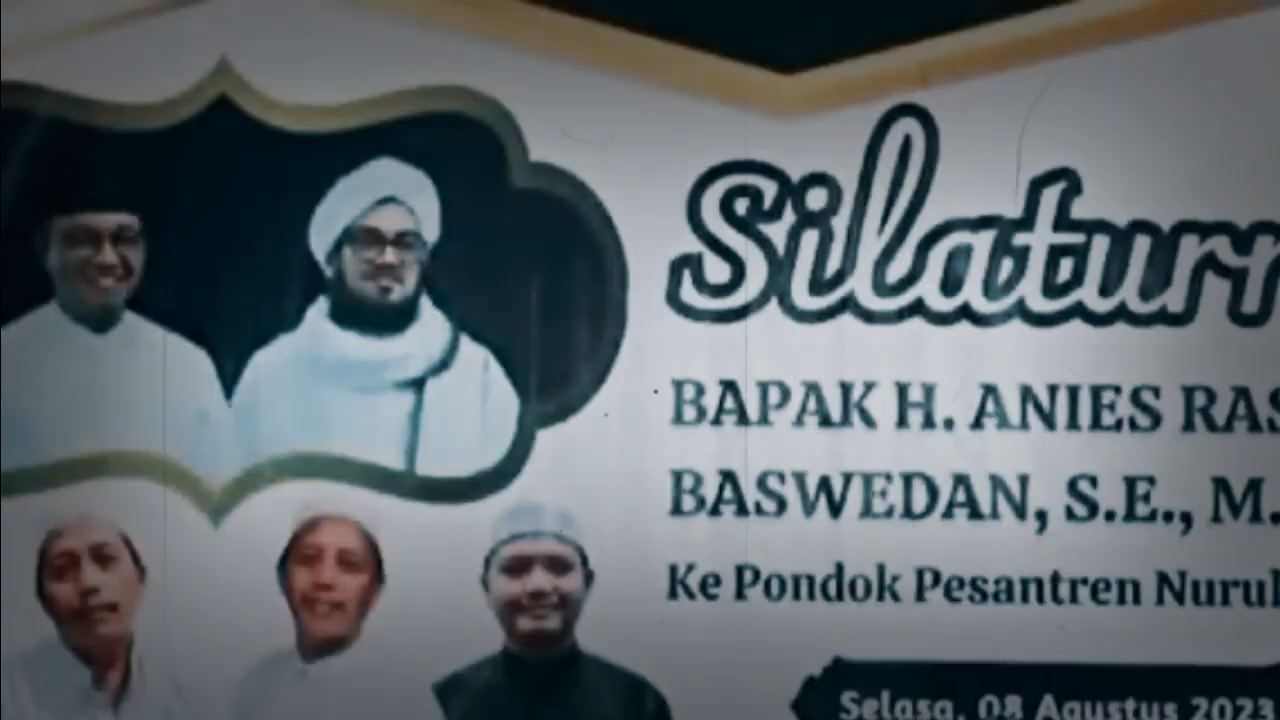 Silatur
BAPAK H. ANIES RAS
BASWEDAN, S.E., M.
Ke Pondok Pesantren Nurul
Selasa, 08 Agustus 2023